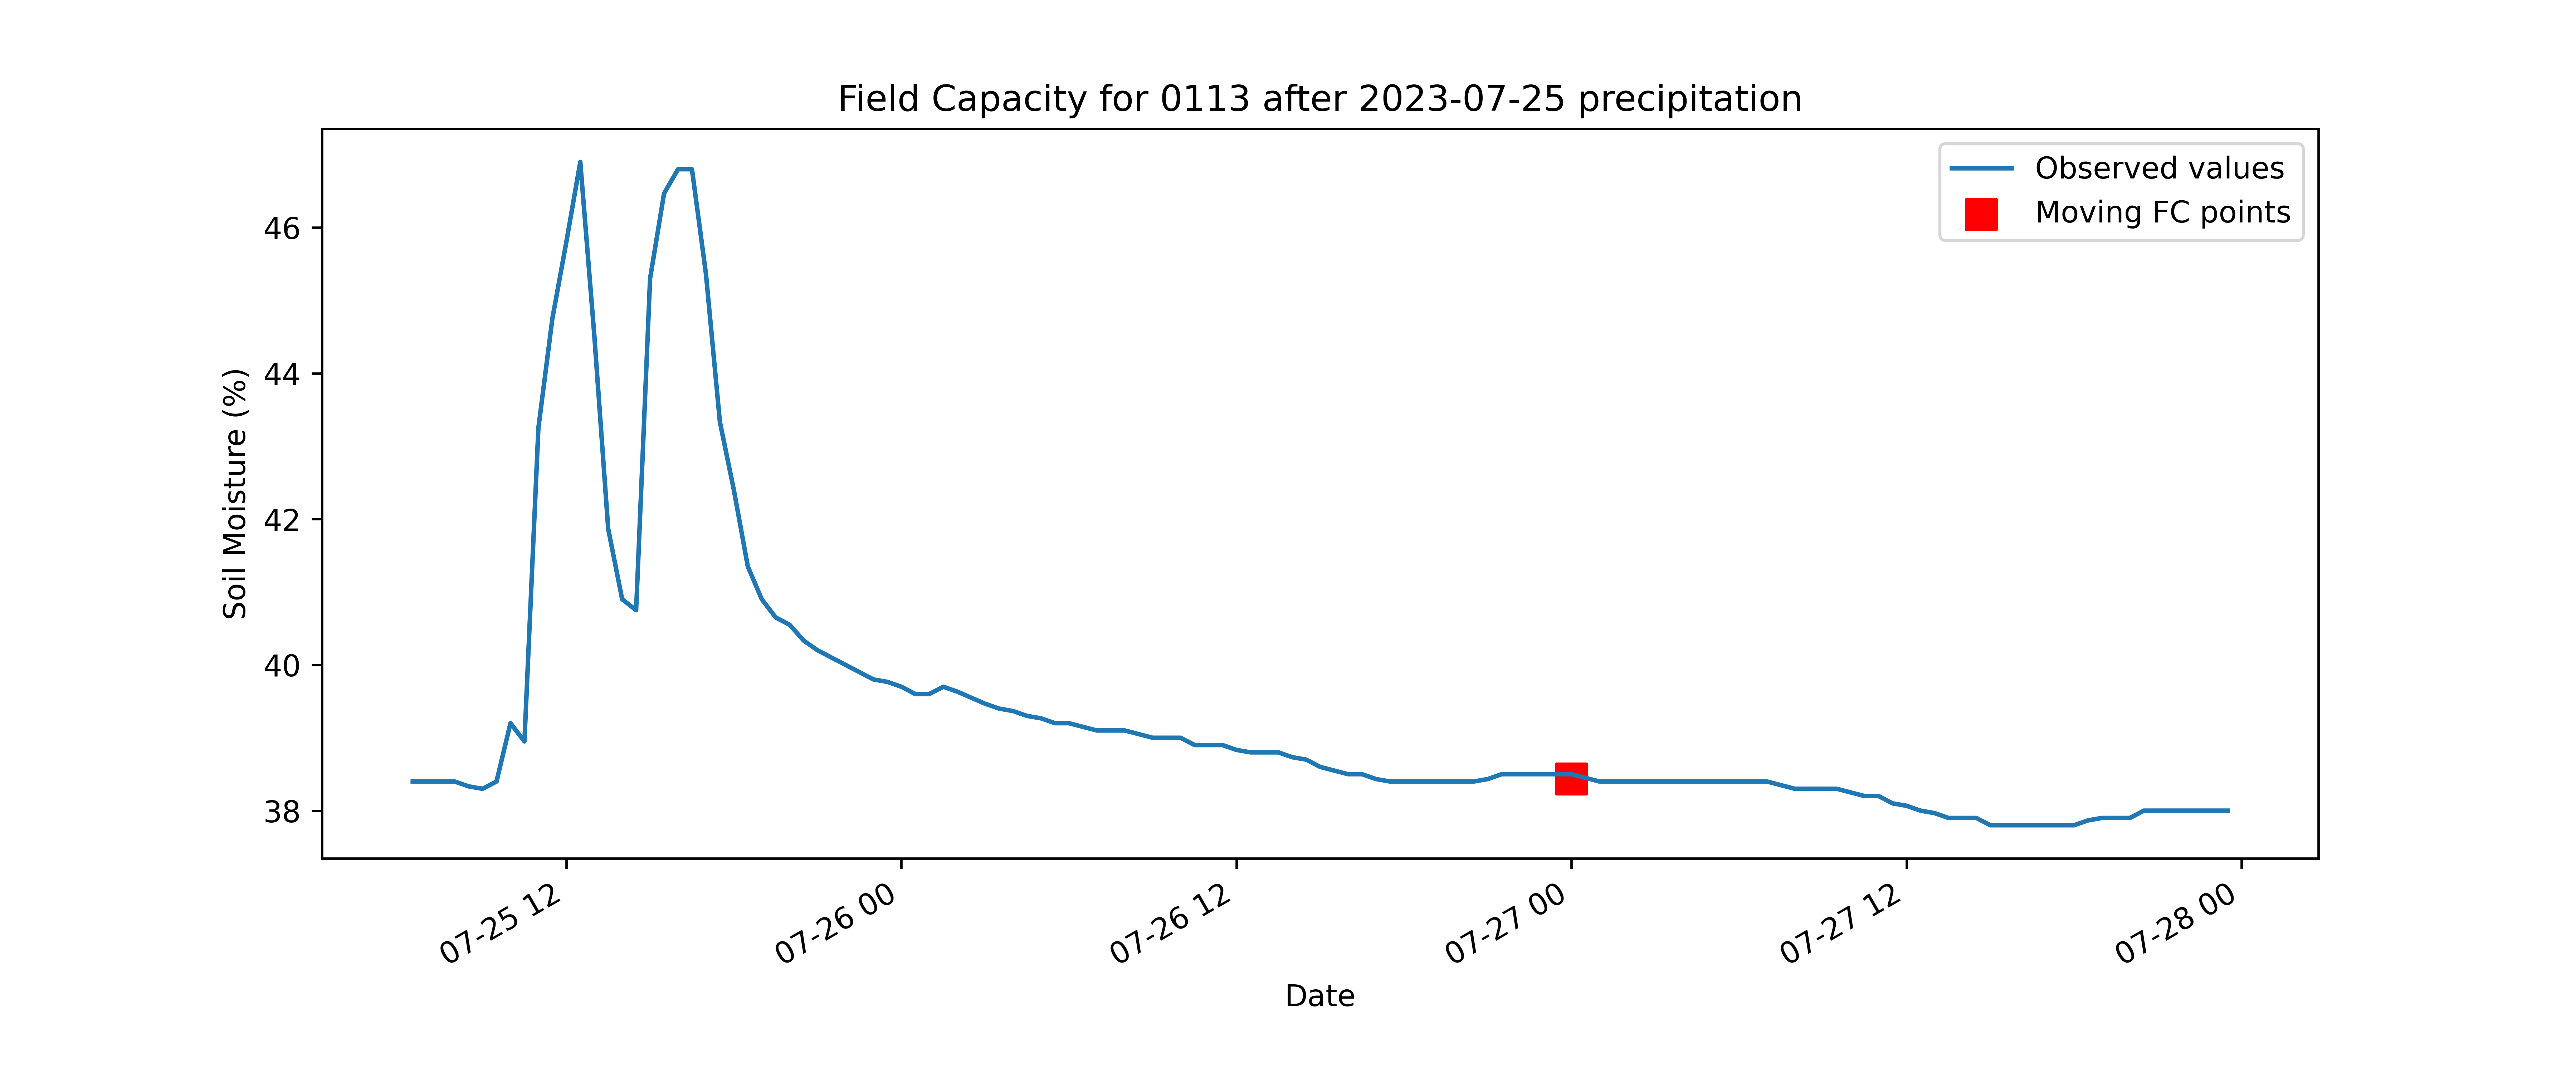 Field Capacity for 0113 after 2023-07-25 precipitation
Observed values
Moving FC points
Soil Moisture (%)
46
44
42
40
38
07-25 12
07-26 00
07-26 12
07-27 00
07-27 12
07-28 00
Date